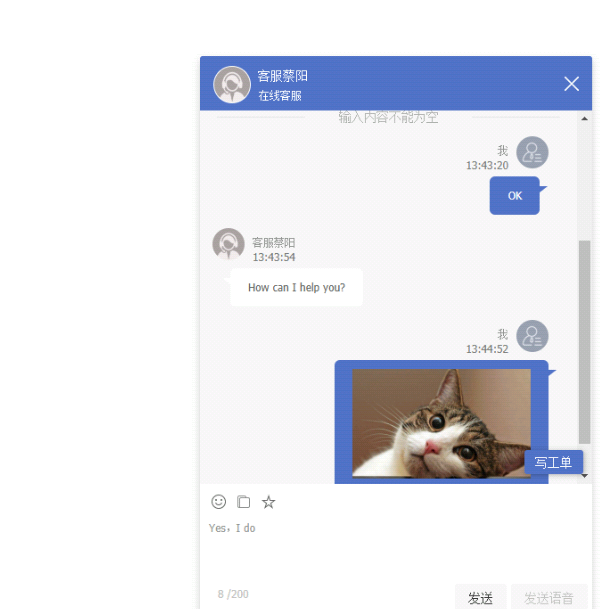 客服蔡阳
在线客服
输入内容不能为空
我
13:43:20
OK
客服蔡阳
13:43:54
How can I help you?
我
13:44:52
写工单
Yes, I do
8 /200
发送
发送语音